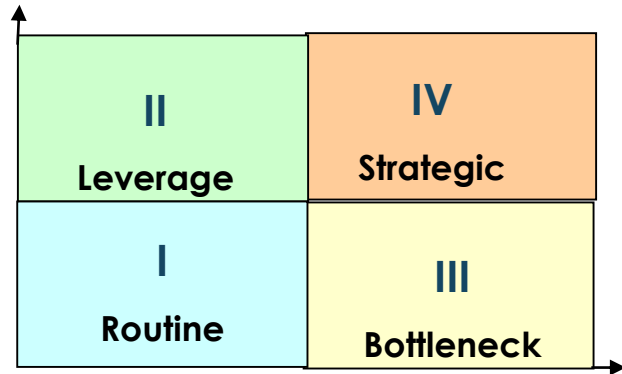 II
Leverage
IV
Strategic
I
Routine
III
Bottleneck